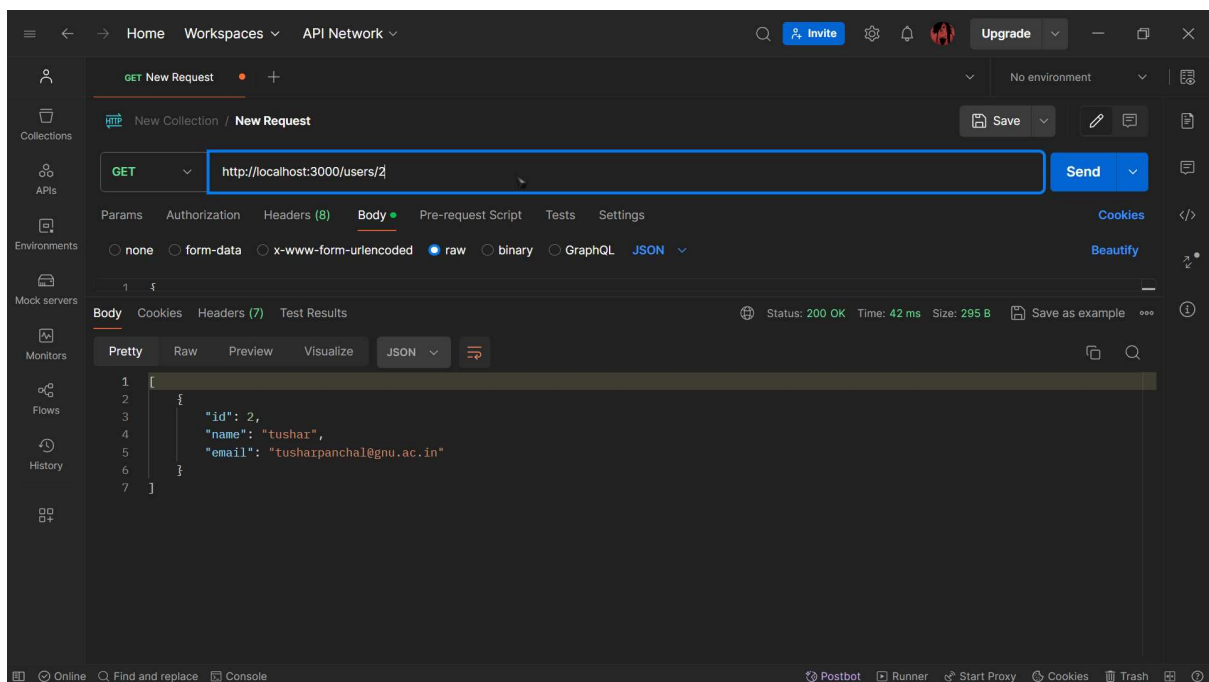 Home Workspaces API Network Invite Upgrade
GET New Request No environment
HTTP New Collection / New Request Save
Collections
GET http://localhost:3000/users/2 Send
APIs
Params Authorization Headers (8) Body Pre-request Script Tests Settings Cookies
Environments
none form-data x-www-form-urlencoded raw binary GraphQL JSON Beautify
1 {
Mock servers
Body Cookies Headers (7) Test Results Status: 200 OK Time: 42 ms Size: 295 B Save as example
Monitors
Pretty Raw Preview Visualize JSON
1 [
2 {
Flows
3 "id": 2,
4 "name": "tushar",
5 "email": "tusharpanchal@gnu.ac.in"
History
6 }
7 ]
Online Find and replace Console Postbot Runner Start Proxy Cookies Trash